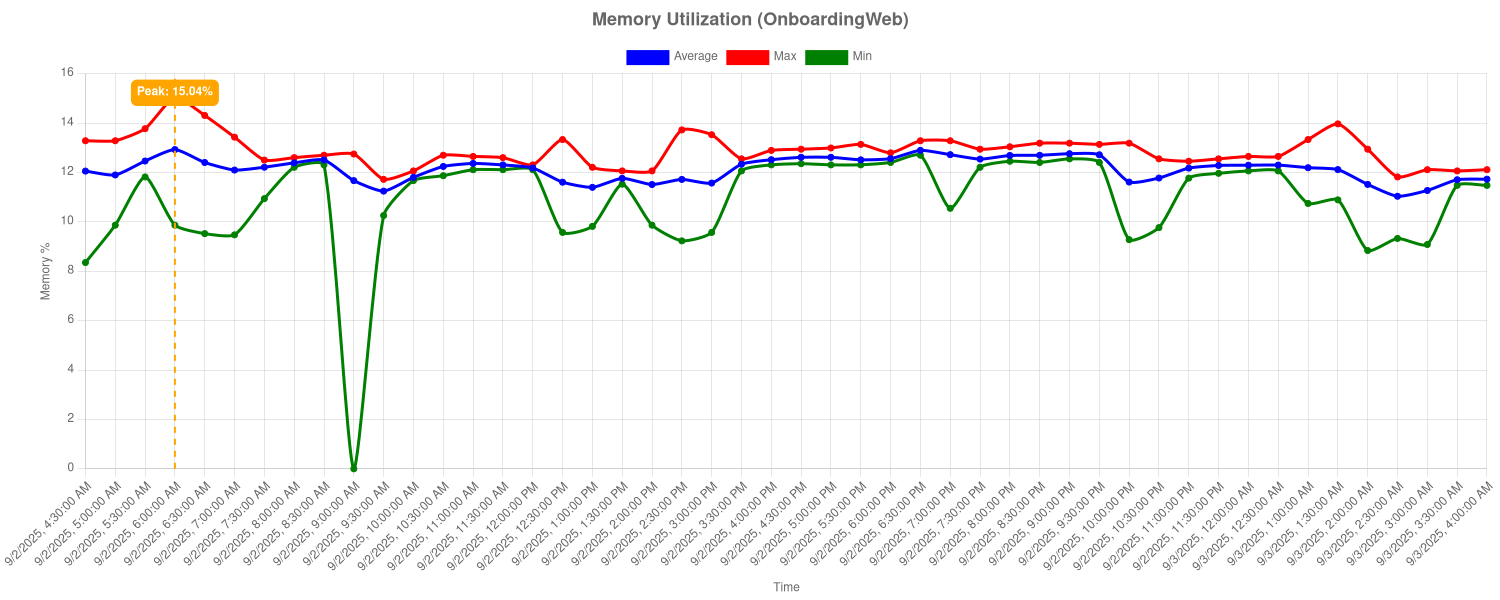 Memory Utilization (OnboardingWeb)
Average Max Min
Peak: 15.04%
Memory %
16
14
12
10
8
6
4
2
0
9/2/2025, 4:30:00 AM
9/2/2025, 5:00:00 AM
9/2/2025, 5:30:00 AM
9/2/2025, 6:00:00 AM
9/2/2025, 6:30:00 AM
9/2/2025, 7:00:00 AM
9/2/2025, 7:30:00 AM
9/2/2025, 8:00:00 AM
9/2/2025, 8:30:00 AM
9/2/2025, 9:00:00 AM
9/2/2025, 9:30:00 AM
9/2/2025, 10:00:00 AM
9/2/2025, 10:30:00 AM
9/2/2025, 11:00:00 AM
9/2/2025, 11:30:00 AM
9/2/2025, 12:00:00 PM
9/2/2025, 12:30:00 PM
9/2/2025, 1:00:00 PM
9/2/2025, 1:30:00 PM
9/2/2025, 2:00:00 PM
9/2/2025, 2:30:00 PM
9/2/2025, 3:00:00 PM
9/2/2025, 3:30:00 PM
9/2/2025, 4:00:00 PM
9/2/2025, 4:30:00 PM
9/2/2025, 5:00:00 PM
9/2/2025, 5:30:00 PM
9/2/2025, 6:00:00 PM
9/2/2025, 6:30:00 PM
9/2/2025, 7:00:00 PM
9/2/2025, 7:30:00 PM
9/2/2025, 8:00:00 PM
9/2/2025, 8:30:00 PM
9/2/2025, 9:00:00 PM
9/2/2025, 9:30:00 PM
9/2/2025, 10:00:00 PM
9/2/2025, 10:30:00 PM
9/2/2025, 11:00:00 PM
9/2/2025, 11:30:00 PM
9/3/2025, 12:00:00 AM
9/3/2025, 12:30:00 AM
9/3/2025, 1:00:00 AM
9/3/2025, 1:30:00 AM
9/3/2025, 2:00:00 AM
9/3/2025, 2:30:00 AM
9/3/2025, 3:00:00 AM
9/3/2025, 3:30:00 AM
9/3/2025, 4:00:00 AM
Time